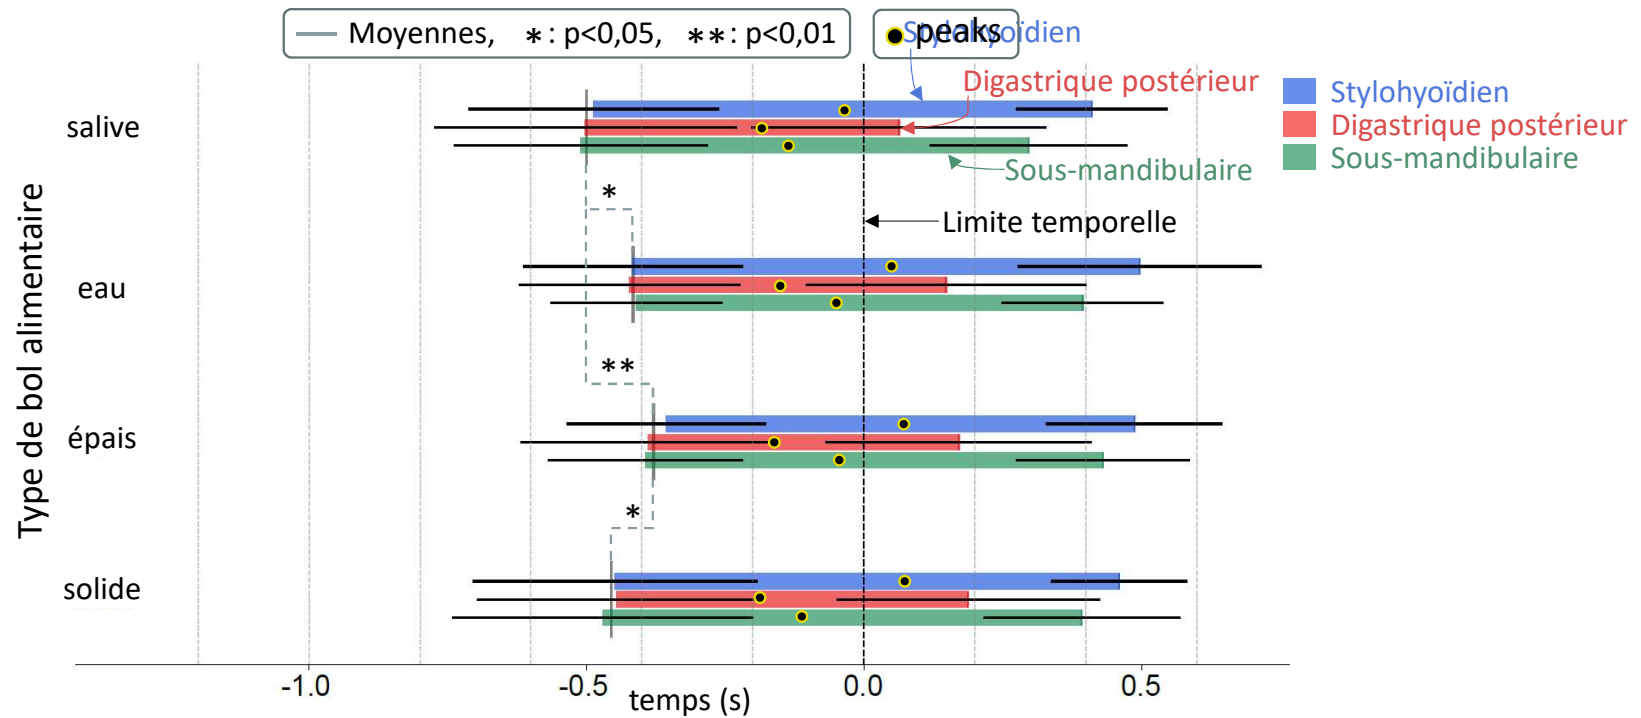 Moyennes, *: p<0,05, **: p<0,01
peaks
Stylohyoïdien
Digastrique postérieur
Sous-mandibulaire
Limite temporelle
Stylohyoïdien
Digastrique postérieur
Sous-mandibulaire
Type de bol alimentaire
salive
*
eau
**
épais
*
solide
-1.0 -0.5 0.0 0.5
temps (s)